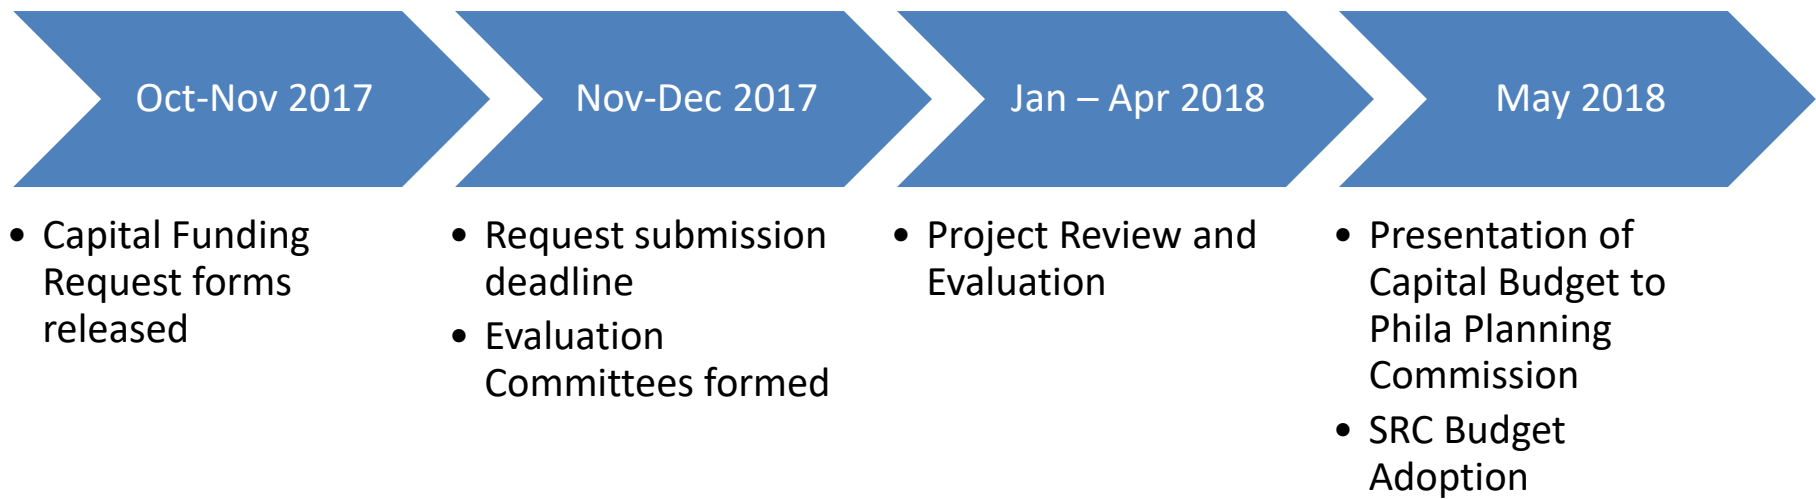 Oct-Nov 2017
Nov-Dec 2017
Jan – Apr 2018
May 2018
• Capital Funding
Request forms
released
• Request submission
deadline
• Evaluation
Committees formed
• Project Review and
Evaluation
• Presentation of
Capital Budget to
Phila Planning
Commission
• SRC Budget
Adoption